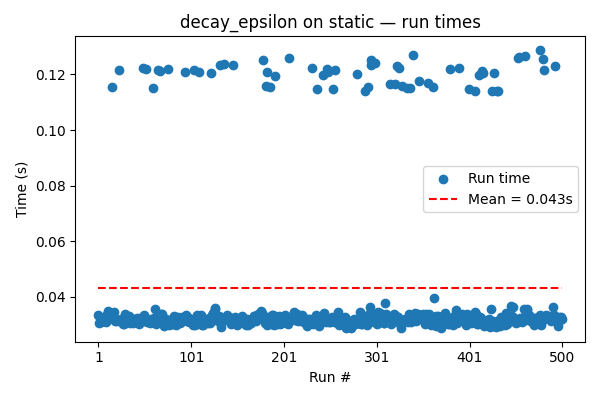 decay_epsilon on static — run times
0.12
0.10
0.08
0.06
0.04
Time (s)
Run time
Mean = 0.043s
1
101
201
301
401
500
Run #